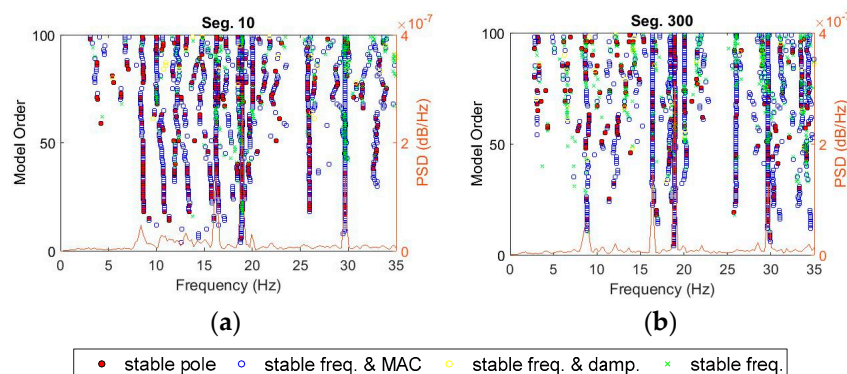 Seg. 10
×10⁻⁷
Model Order
100
50
0
4
2
0
PSD (dB/Hz)
0 5 10 15 20 25 30 35
Frequency (Hz)
(a)
Seg. 300
Model Order
100
50
0
4
2
0
PSD (dB/Hz)
0 5 10 15 20 25 30 35
Frequency (Hz)
(b)
stable pole stable freq. & MAC stable freq. & damp. stable freq.